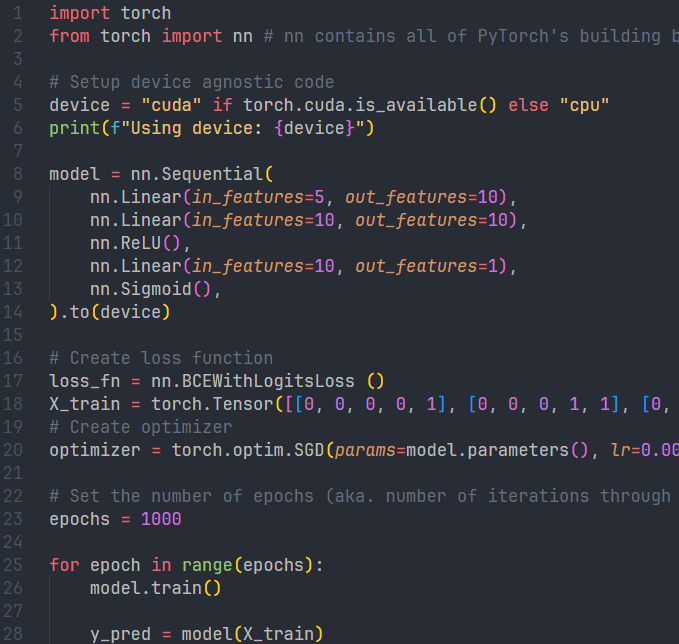 1 import torch
2 from torch import nn # nn contains all of PyTorch's building b
3
4 # Setup device agnostic code
5 device = "cuda" if torch.cuda.is_available() else "cpu"
6 print(f"Using device: {device}")
7
8 model = nn.Sequential(
9     nn.Linear(in_features=5, out_features=10),
10     nn.Linear(in_features=10, out_features=10),
11     nn.ReLU(),
12     nn.Linear(in_features=10, out_features=1),
13     nn.Sigmoid(),
14 ).to(device)
15
16 # Create loss function
17 loss_fn = nn.BCEWithLogitsLoss ()
18 X_train = torch.Tensor([[0, 0, 0, 0, 1], [0, 0, 0, 1, 1], [0,
19 # Create optimizer
20 optimizer = torch.optim.SGD(params=model.parameters(), lr=0.00
21
22 # Set the number of epochs (aka. number of iterations through
23 epochs = 1000
24
25 for epoch in range(epochs):
26     model.train()
27
28     y_pred = model(X_train)